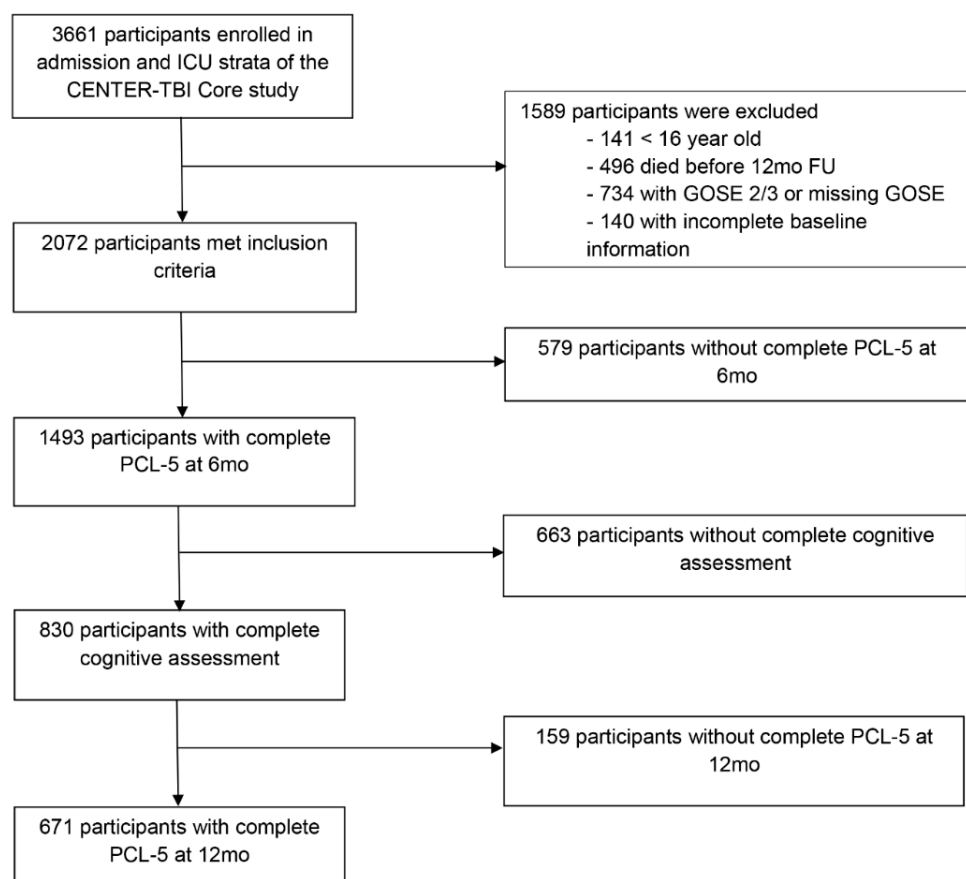 3661 participants enrolled in
admission and ICU strata of the
CENTER-TBI Core study
1589 participants were excluded
- 141 < 16 year old
- 496 died before 12mo FU
- 734 with GOSE 2/3 or missing GOSE
- 140 with incomplete baseline
information
2072 participants met inclusion
criteria
579 participants without complete PCL-5 at
6mo
1493 participants with complete
PCL-5 at 6mo
663 participants without complete cognitive
assessment
830 participants with complete
cognitive assessment
159 participants without complete PCL-5 at
12mo
671 participants with complete
PCL-5 at 12mo